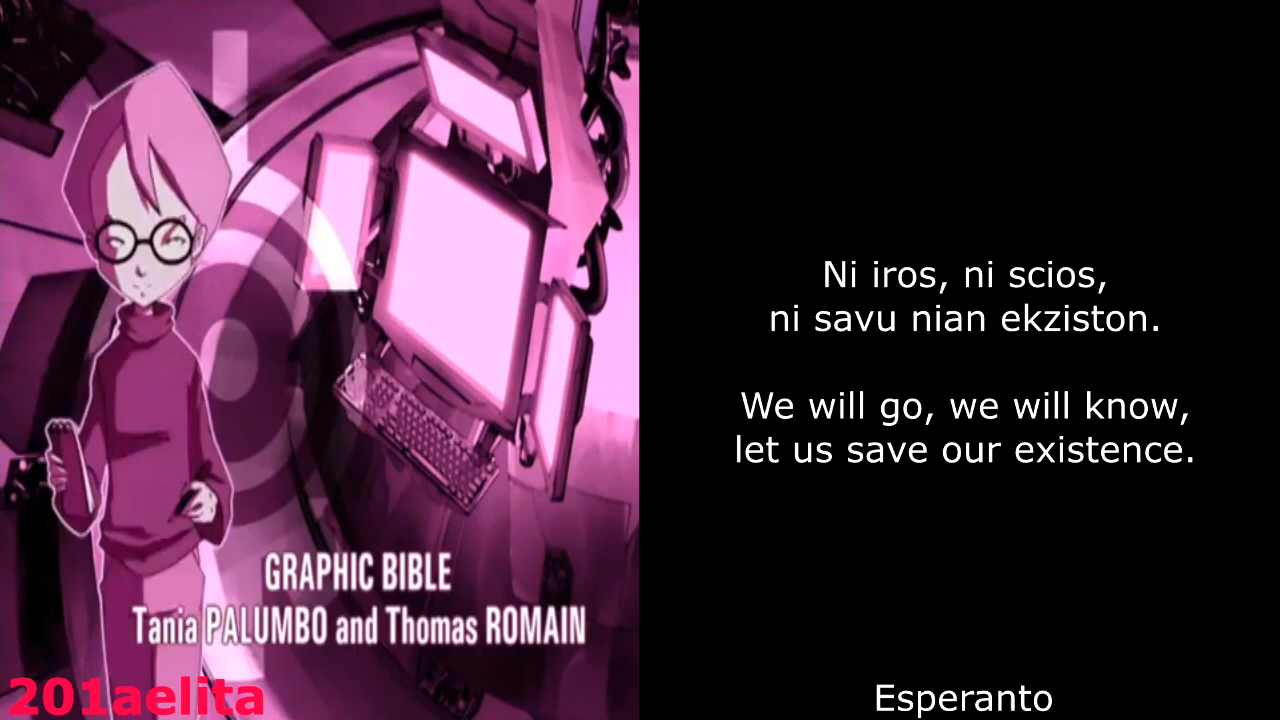 GRAPHIC BIBLE
Tania PALUMBO and Thomas ROMAIN
201aelita
Ni iros, ni scios,
ni savu nian ekziston.
We will go, we will know,
let us save our existence.
Esperanto